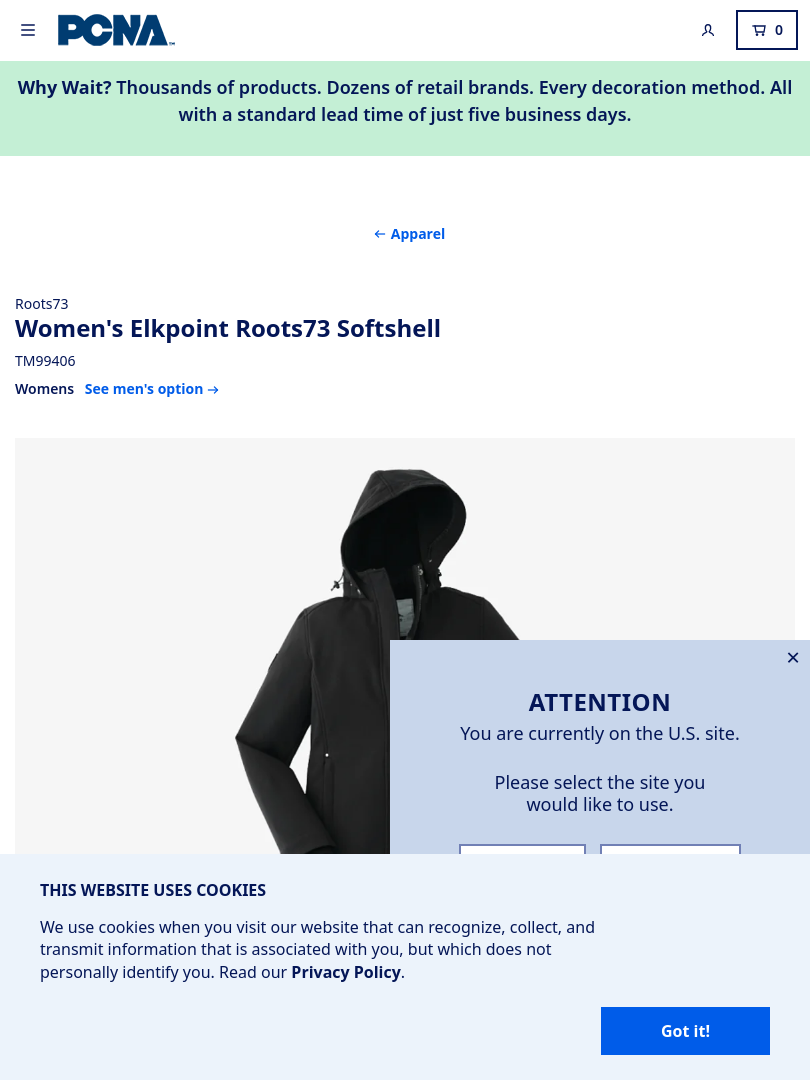 PCNA™
0
Why Wait? Thousands of products. Dozens of retail brands. Every decoration method. All
with a standard lead time of just five business days.
← Apparel
Roots73
Women's Elkpoint Roots73 Softshell
TM99406
Womens See men's option →
ATTENTION
You are currently on the U.S. site.
Please select the site you
would like to use.
THIS WEBSITE USES COOKIES
We use cookies when you visit our website that can recognize, collect, and
transmit information that is associated with you, but which does not
personally identify you. Read our Privacy Policy.
Got it!